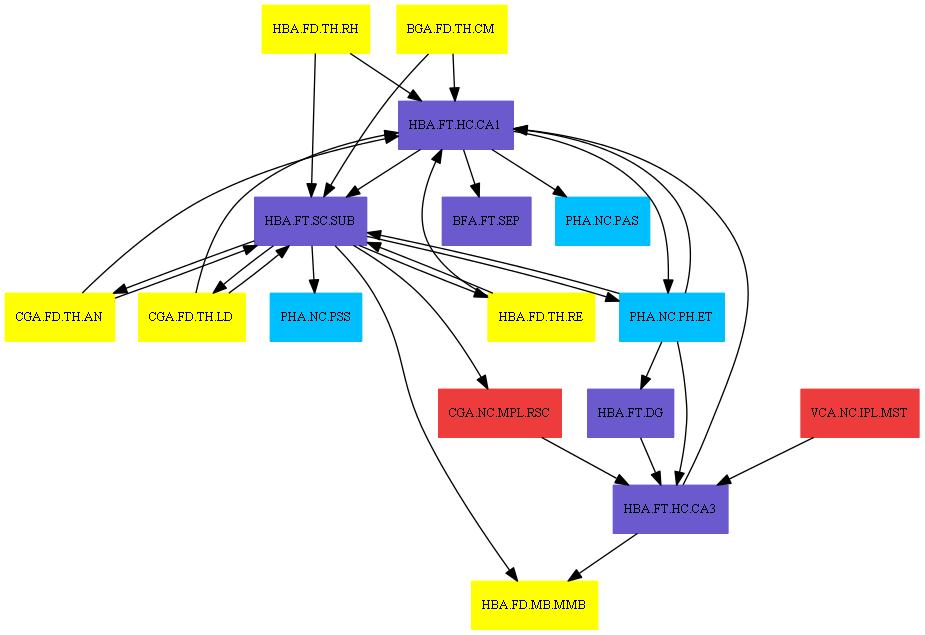 HBA.FD.TH.RH
BGA.FD.TH.CM
HBA.FT.HC.CA1
HBA.FT.SC.SUB
BFA.FT.SEP
PHA.NC.PAS
CGA.FD.TH.AN
CGA.FD.TH.LD
PHA.NC.PSS
HBA.FD.TH.RE
PHA.NC.PH.ET
CGA.NC.MPL.RSC
HBA.FT.DG
VCA.NC.IPL.MST
HBA.FT.HC.CA3
HBA.FD.MB.MMB